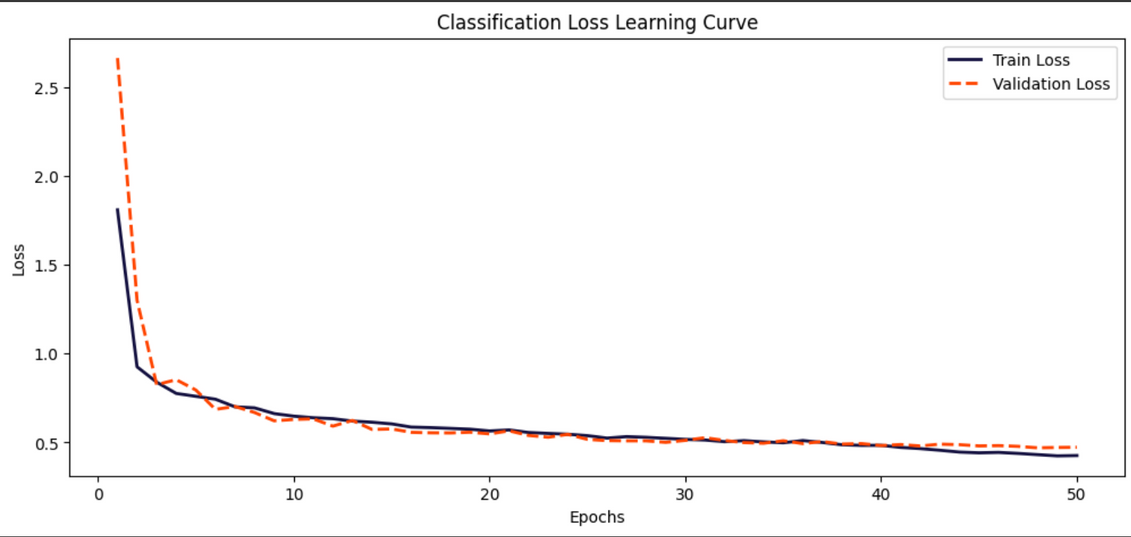 Classification Loss Learning Curve
Train Loss
Validation Loss
2.5
2.0
1.5
1.0
0.5
Loss
0
10
20
30
40
50
Epochs